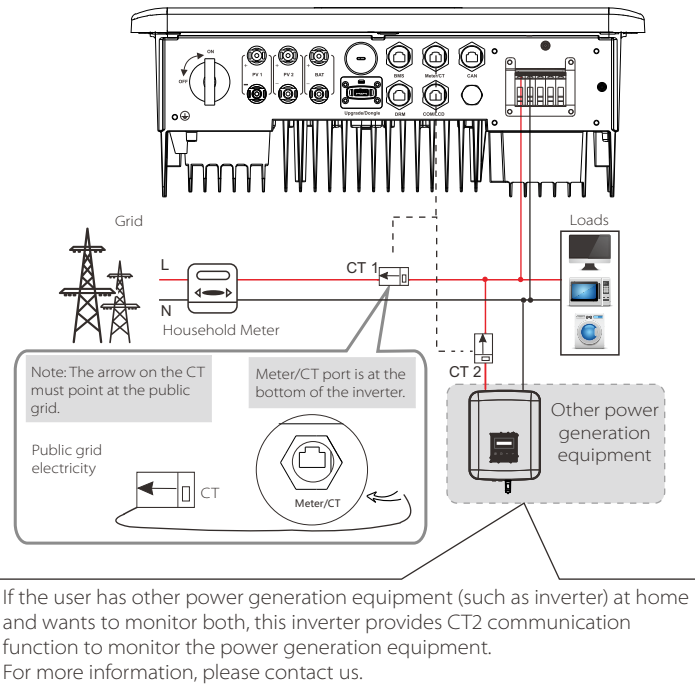 ON
OFF
PV 1
PV 2
BAT
BMS
Meter/CT
CAN
Upgrade/Dongle
DRM
COM/LCD
Grid
Loads
L
CT 1
N
Household Meter
CT 2
Note: The arrow on the CT
must point at the public
grid.
Meter/CT port is at the
bottom of the inverter.
Public grid
electricity
CT
Meter/CT
Other power
generation
equipment
If the user has other power generation equipment (such as inverter) at home
and wants to monitor both, this inverter provides CT2 communication
function to monitor the power generation equipment.
For more information, please contact us.